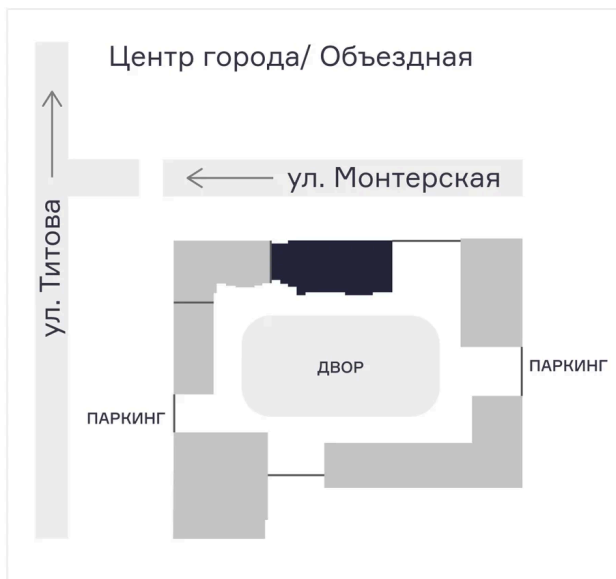 Центр города/ Объездная
ул. Монтерская
ул. Титова
ДВОР
ПАРКИНГ
ПАРКИНГ